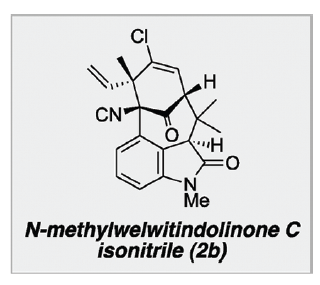 Cl
H
CN
O
H
O
N
Me
N-methylwelwitindolinone C
isonitrile (2b)